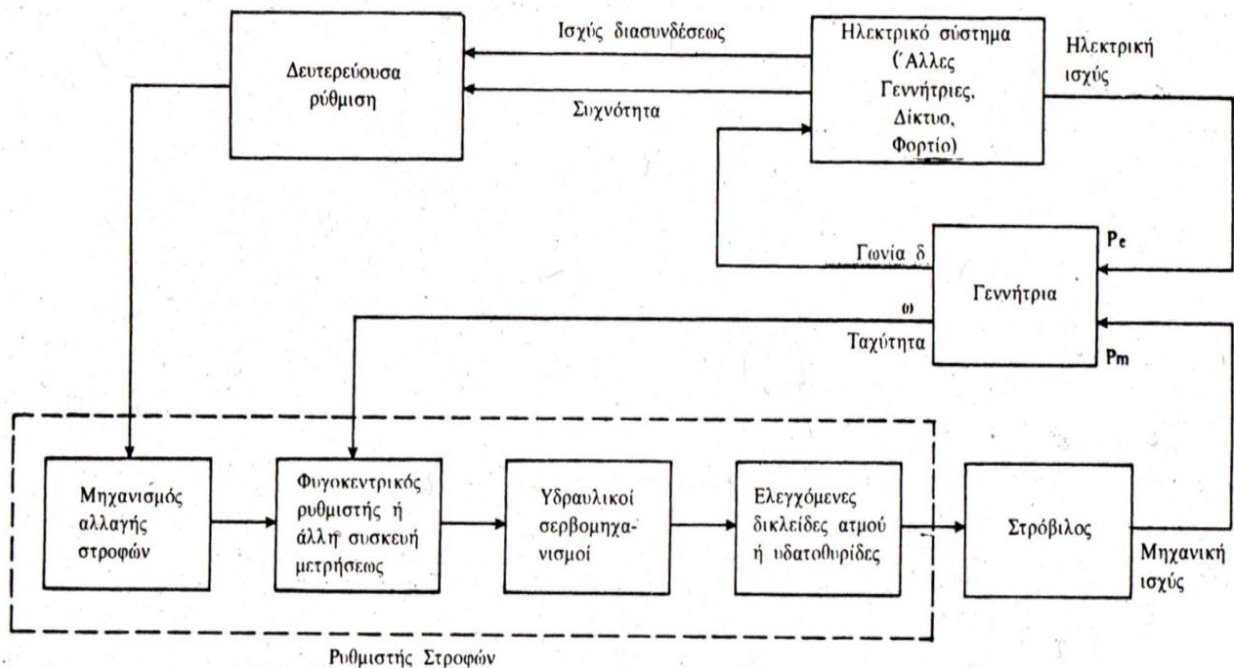 Ισχύς διασυνδέσεως
Συχνότητα
Δευτερεύουσα
ρύθμιση
Ηλεκτρικό σύστημα
(Άλλες
Γεννήτριες,
Δίκτυο,
Φορτίο)
Ηλεκτρική
ισχύς
Γωνία δ
ω
Ταχύτητα
Γεννήτρια
Pe
Pm
Μηχανισμός
αλλαγής
στροφών
Φυγοκεντρικός
ρυθμιστής ή
άλλη συσκευή
μετρήσεως
Υδραυλικοί
σερβομηχα-
νισμοί
Ελεγχόμενες
δικλείδες ατμού
ή υδατοθυρίδες
Στρόβιλος
Μηχανική
ισχύς
Ρυθμιστής Στροφών